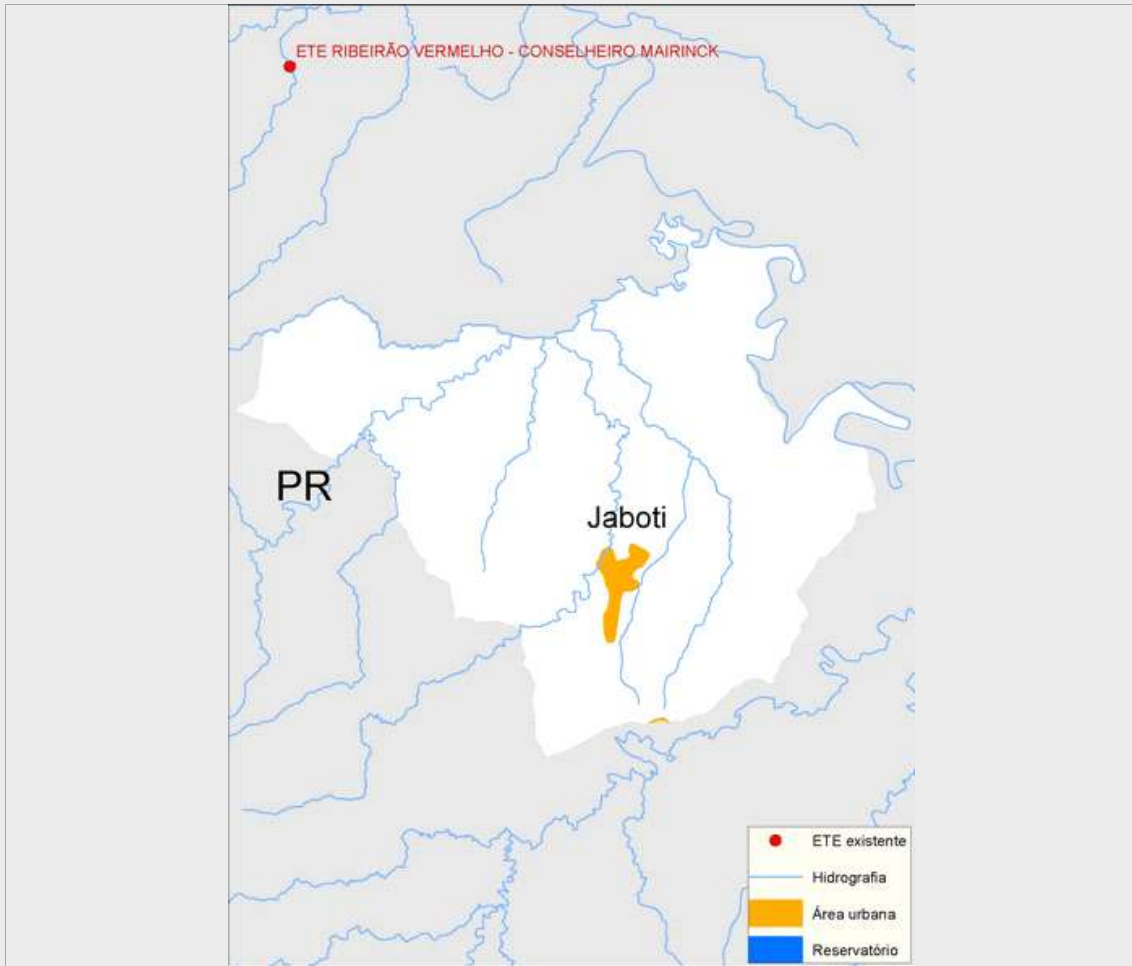 ETE RIBEIRÃO VERMELHO - CONSELHEIRO MAIRINCK
PR
Jaboti
ETE existente
Hidrografia
Área urbana
Reservatório